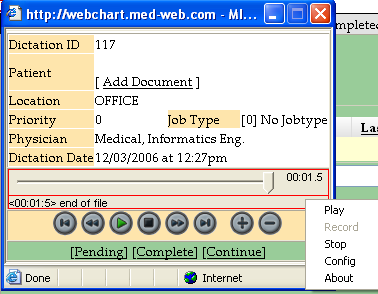 http://webchart.med-web.com - MI...
Dictation ID 117
Patient
[ Add Document ]
Location OFFICE
Priority 0 Job Type [0] No Jobtype
Physician Medical, Informatics Eng.
Dictation Date 12/03/2006 at 12:27pm
00:01.5
<00:01:5> end of file
[Pending] [Complete] [Continue]
Done Internet
Play
Record
Stop
Config
About